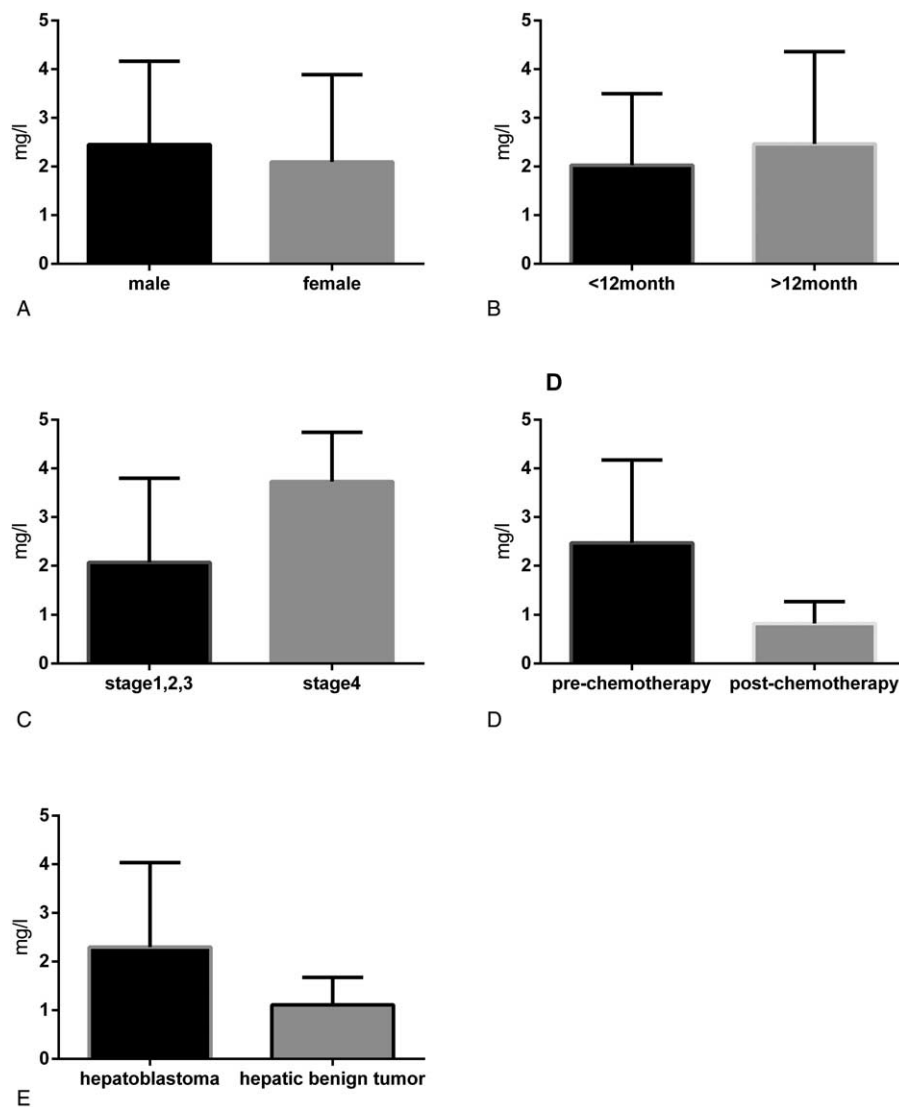 5
4
3
2
1
0
mg/l
male female
A
5
4
3
2
1
0
mg/l
<12month >12month
B
5
4
3
2
1
0
mg/l
stage1,2,3 stage4
C
D
5
4
3
2
1
0
mg/l
pre-chemotherapy post-chemotherapy
D
5
4
3
2
1
0
mg/l
hepatoblastoma hepatic benign tumor
E